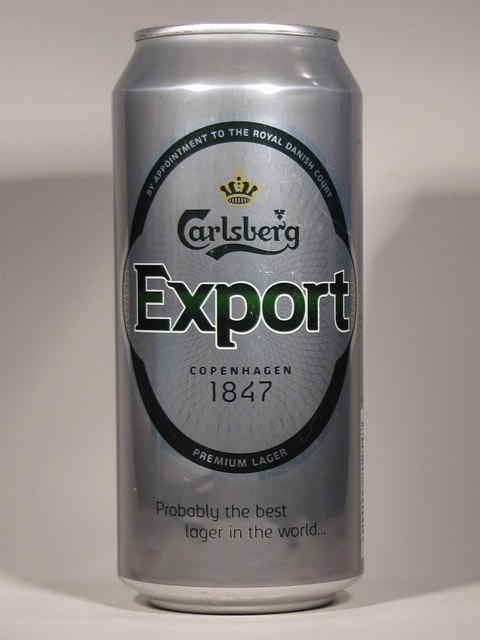 BY APPOINTMENT TO THE ROYAL DANISH COURT
Carlsberg
Export
COPENHAGEN
1847
PREMIUM LAGER
Probably the best
lager in the world...